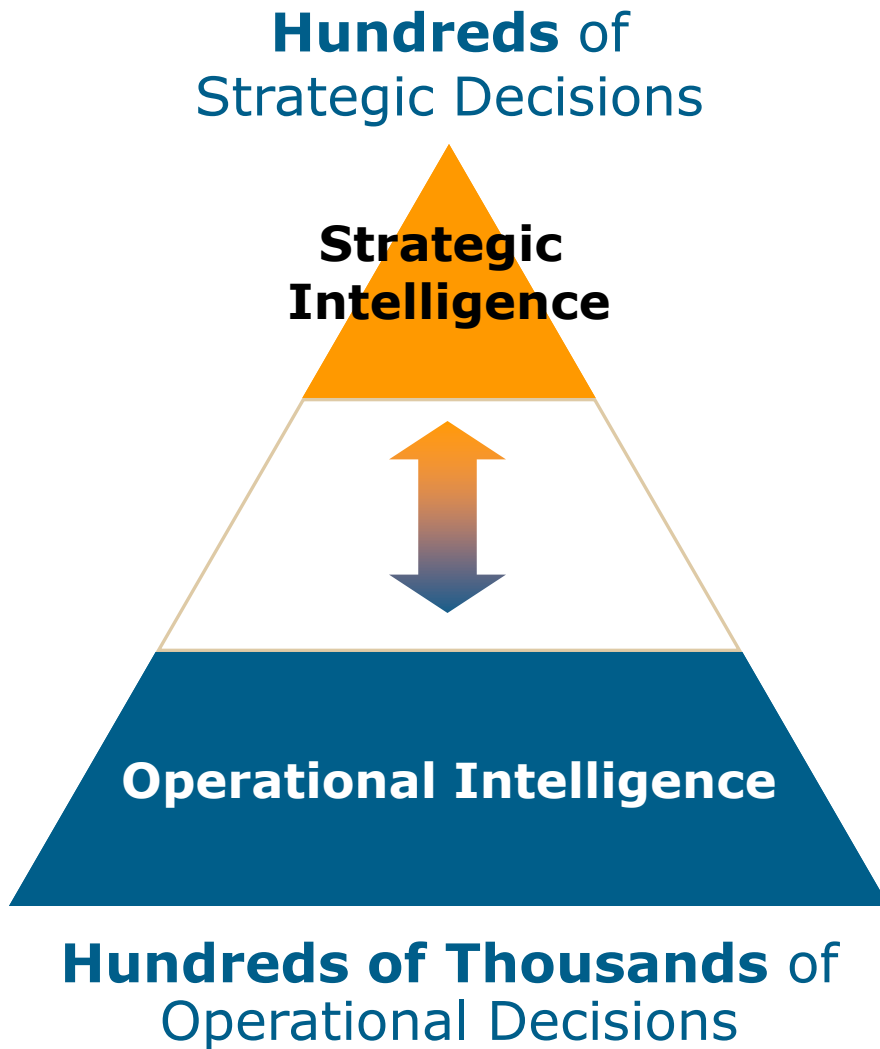 Hundreds of
Strategic Decisions
Strategic
Intelligence
Operational Intelligence
Hundreds of Thousands of
Operational Decisions